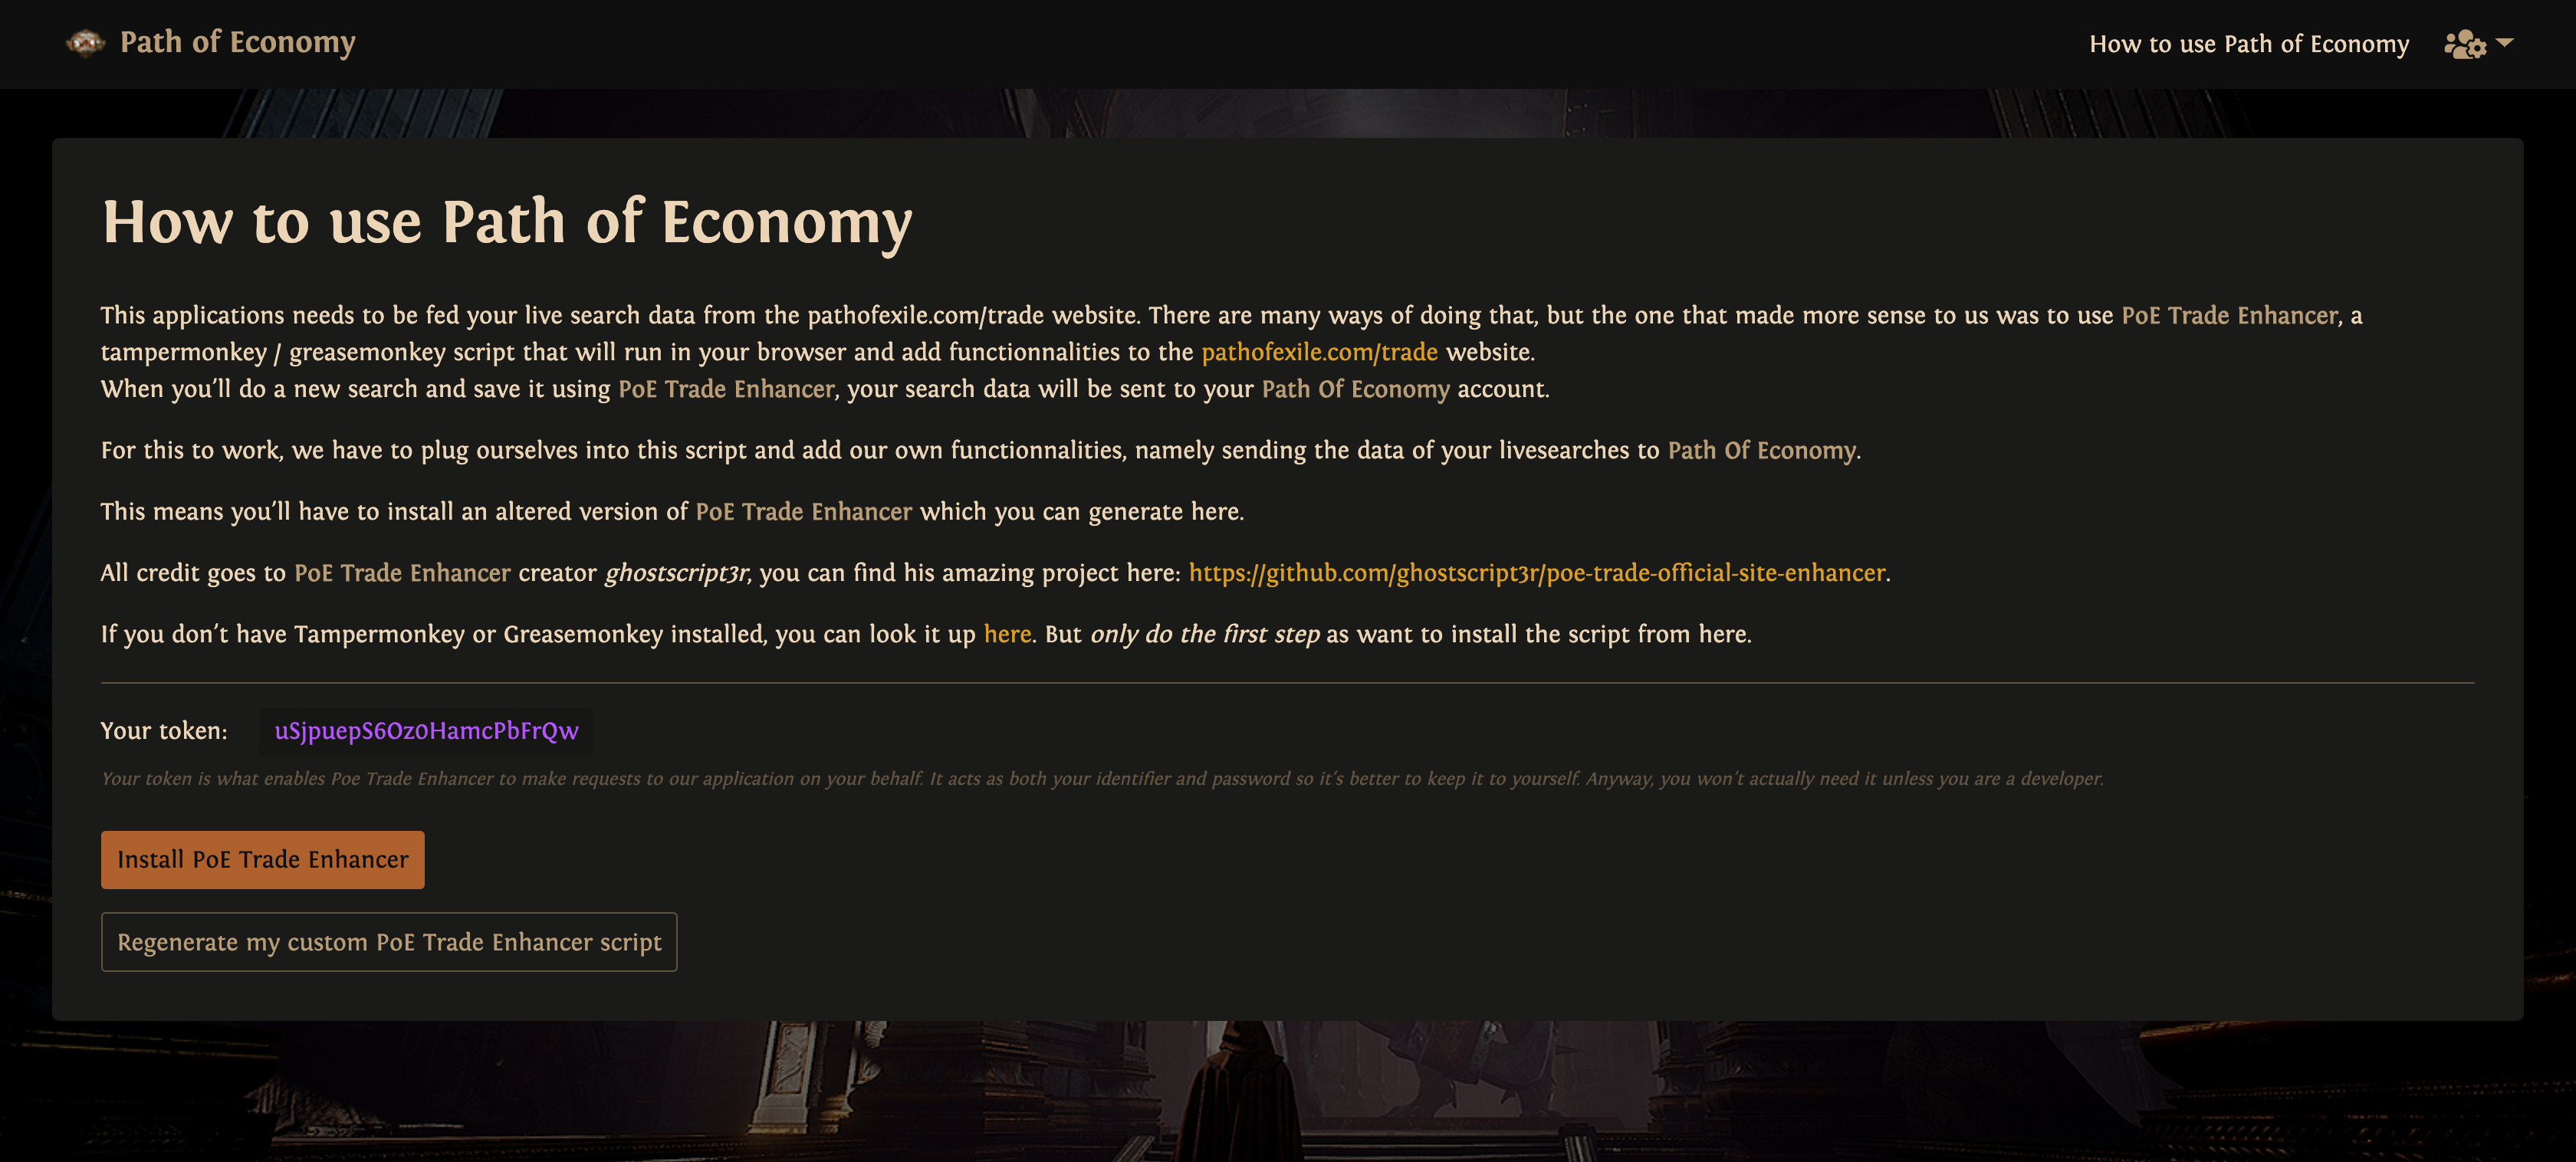 Path of Economy
How to use Path of Economy
How to use Path of Economy
This applications needs to be fed your live search data from the pathofexile.com/trade website. There are many ways of doing that, but the one that made more sense to us was to use PoE Trade Enhancer, a
tampermonkey / greasemonkey script that will run in your browser and add functionnalities to the pathofexile.com/trade website.
When you'll do a new search and save it using PoE Trade Enhancer, your search data will be sent to your Path Of Economy account.
For this to work, we have to plug ourselves into this script and add our own functionnalities, namely sending the data of your livesearches to Path Of Economy.
This means you'll have to install an altered version of PoE Trade Enhancer which you can generate here.
All credit goes to PoE Trade Enhancer creator ghostscript3r, you can find his amazing project here: https://github.com/ghostscript3r/poe-trade-official-site-enhancer.
If you don't have Tampermonkey or Greasemonkey installed, you can look it up here. But only do the first step as want to install the script from here.
Your token: uSjpuepS6Oz0HamcPbFrQw
Your token is what enables Poe Trade Enhancer to make requests to our application on your behalf. It acts as both your identifier and password so it's better to keep it to yourself. Anyway, you won't actually need it unless you are a developer.
Install PoE Trade Enhancer
Regenerate my custom PoE Trade Enhancer script